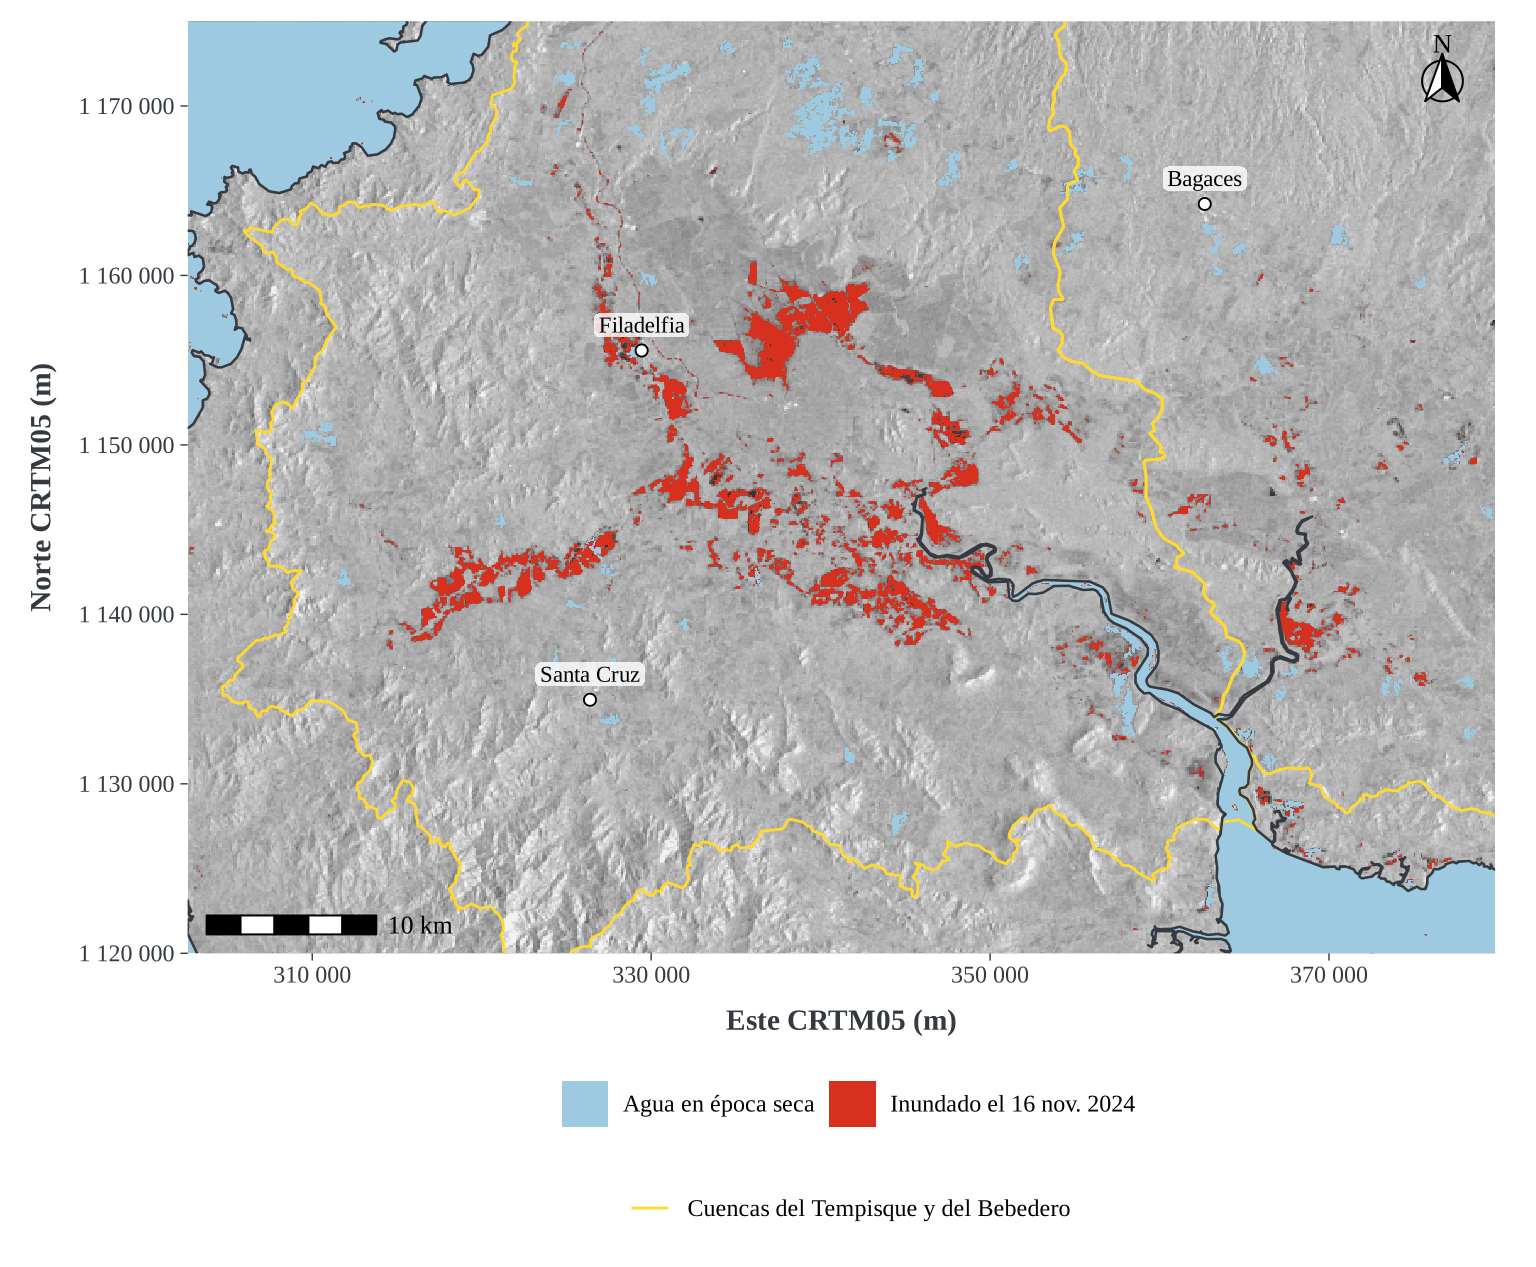 N
1 170 000
Bagaces
1 160 000
Filadelfia
Norte CRTM05 (m)
1 150 000
1 140 000
Santa Cruz
1 130 000
10 km
1 120 000
310 000
330 000
350 000
370 000
Este CRTM05 (m)
Agua en época seca
Inundado el 16 nov. 2024
Cuencas del Tempisque y del Bebedero